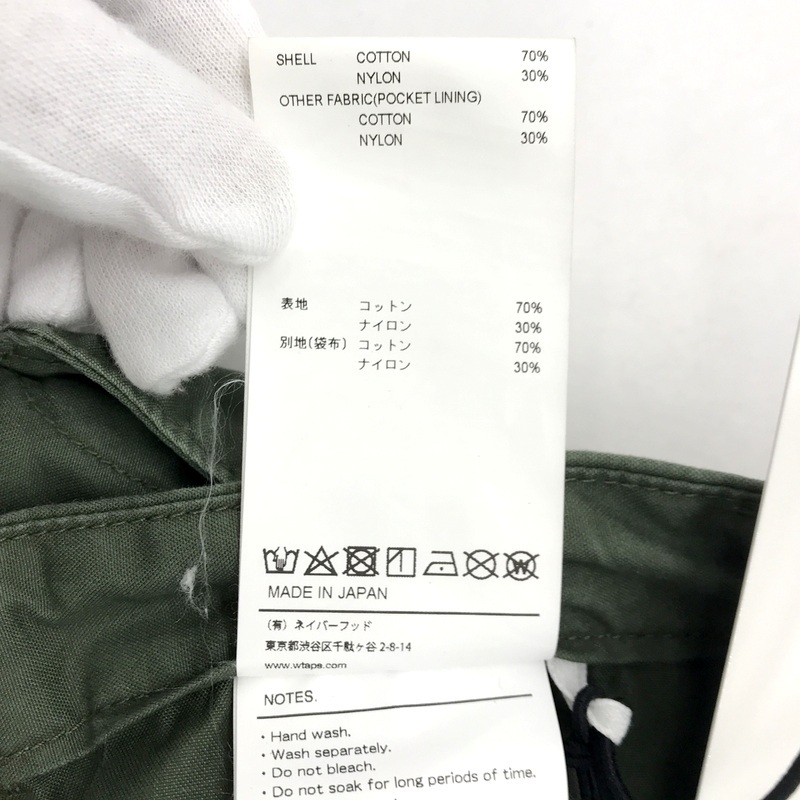 SHELL COTTON 70%
NYLON 30%
OTHER FABRIC(POCKET LINING)
COTTON 70%
NYLON 30%
表地 コットン 70%
ナイロン 30%
別地(袋布) コットン 70%
ナイロン 30%
W
MADE IN JAPAN
(有) ネイバーフッド
東京都渋谷区千駄ヶ谷 2-8-14
www.wtaps.com
NOTES.
・Hand wash.
・Wash separately.
・Do not bleach.
・Do not soak for long periods of time.